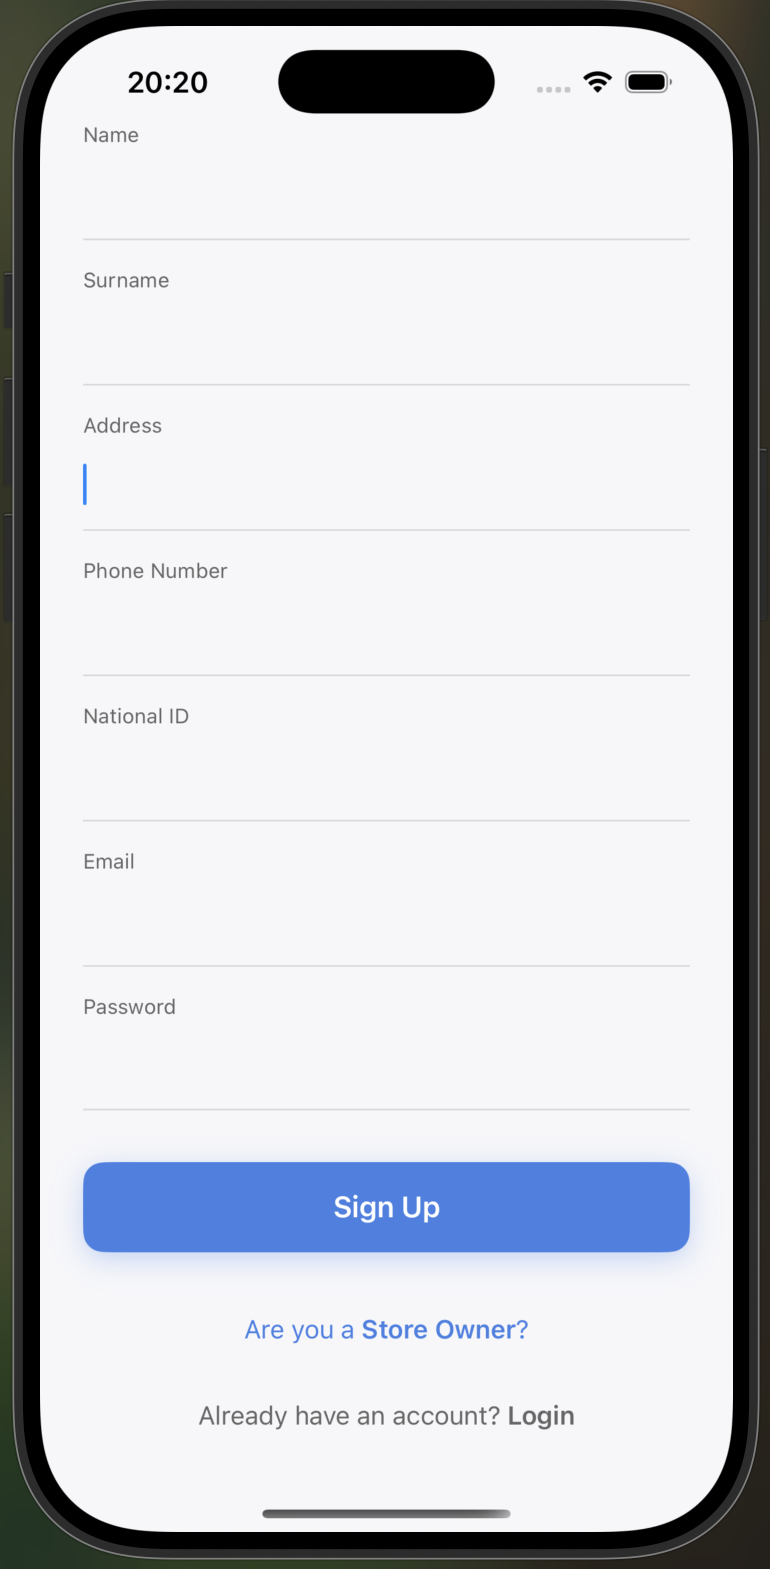 20:20
Name
Surname
Address
Phone Number
National ID
Email
Password
Sign Up
Are you a Store Owner?
Already have an account? Login